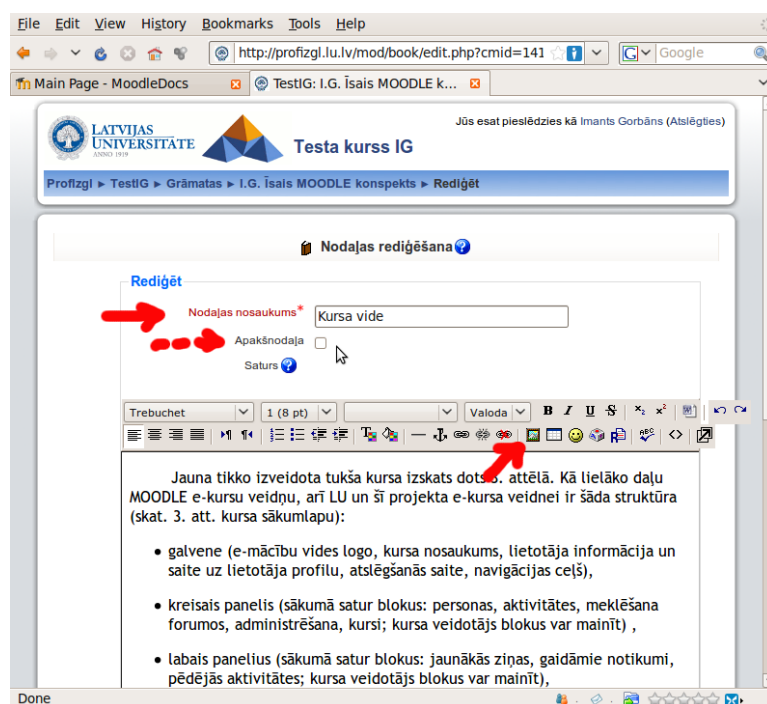 File Edit View History Bookmarks Tools Help
http://profizgl.lu.lv/mod/book/edit.php?cmid=141 Google
Main Page - MoodleDocs TestIG: I.G. Īsais MOODLE k...
Jūs esat pieslēdzies kā Imants Gorbāns (Atslēgties)
LATVIJAS
UNIVERSITĀTE
ANNO 1919
Testa kurss IG
Profizgl ► TestIG ► Grāmatas ► I.G. Īsais MOODLE konspekts ► Rediģēt
Nodaļas rediģēšana
Rediģēt
Nodaļas nosaukums* Kursa vide
Apakšnodaļa
Saturs
Trebuchet 1 (8 pt) Valoda B I U S x₂ x²
ABC
Jauna tikko izveidota tukša kursa izskats dots 3. attēlā. Kā lielāko daļu
MOODLE e-kursu veidņu, arī LU un šī projekta e-kursa veidnei ir šāda struktūra
(skat. 3. att. kursa sākumlapu):
• galvene (e-mācību vides logo, kursa nosaukums, lietotāja informācija un
saite uz lietotāja profilu, atslēgšanās saite, navigācijas ceļš),
• kreisais panelis (sākumā satur blokus: personas, aktivitātes, meklēšana
forumos, administrēšana, kursi; kursa veidotājs blokus var mainīt) ,
• labais panelius (sākumā satur blokus: jaunākās ziņas, gaidāmie notikumi,
pēdējās aktivitātes; kursa veidotājs blokus var mainīt),
Done